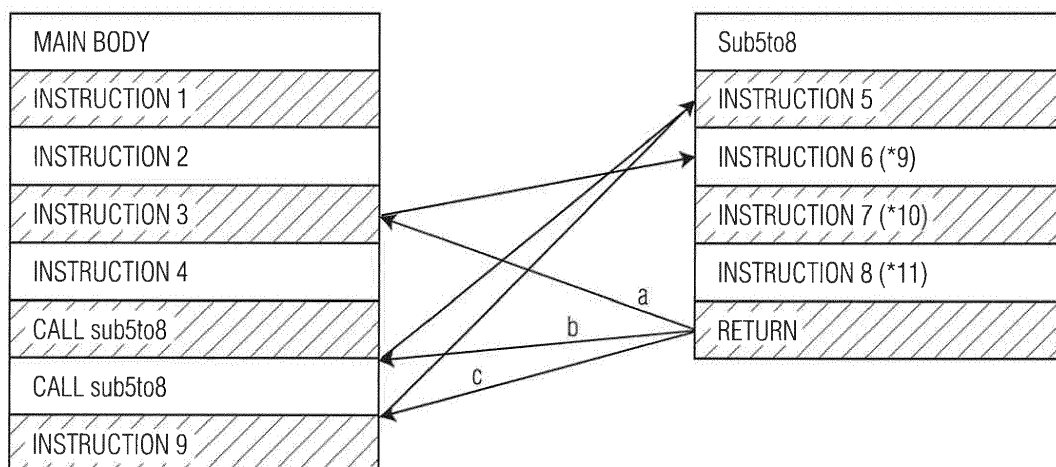 MAIN BODY
INSTRUCTION 1
INSTRUCTION 2
INSTRUCTION 3
INSTRUCTION 4
CALL sub5to8
CALL sub5to8
INSTRUCTION 9
a
b
c
Sub5to8
INSTRUCTION 5
INSTRUCTION 6 (*9)
INSTRUCTION 7 (*10)
INSTRUCTION 8 (*11)
RETURN